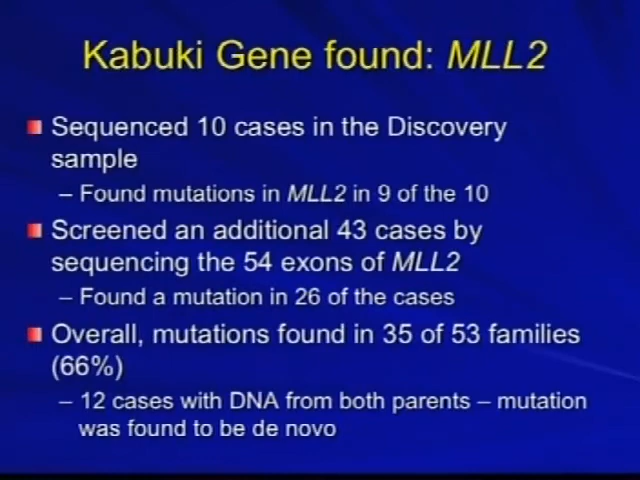 Kabuki Gene found: MLL2
Sequenced 10 cases in the Discovery
sample
– Found mutations in MLL2 in 9 of the 10
Screened an additional 43 cases by
sequencing the 54 exons of MLL2
– Found a mutation in 26 of the cases
Overall, mutations found in 35 of 53 families
(66%)
– 12 cases with DNA from both parents – mutation
was found to be de novo